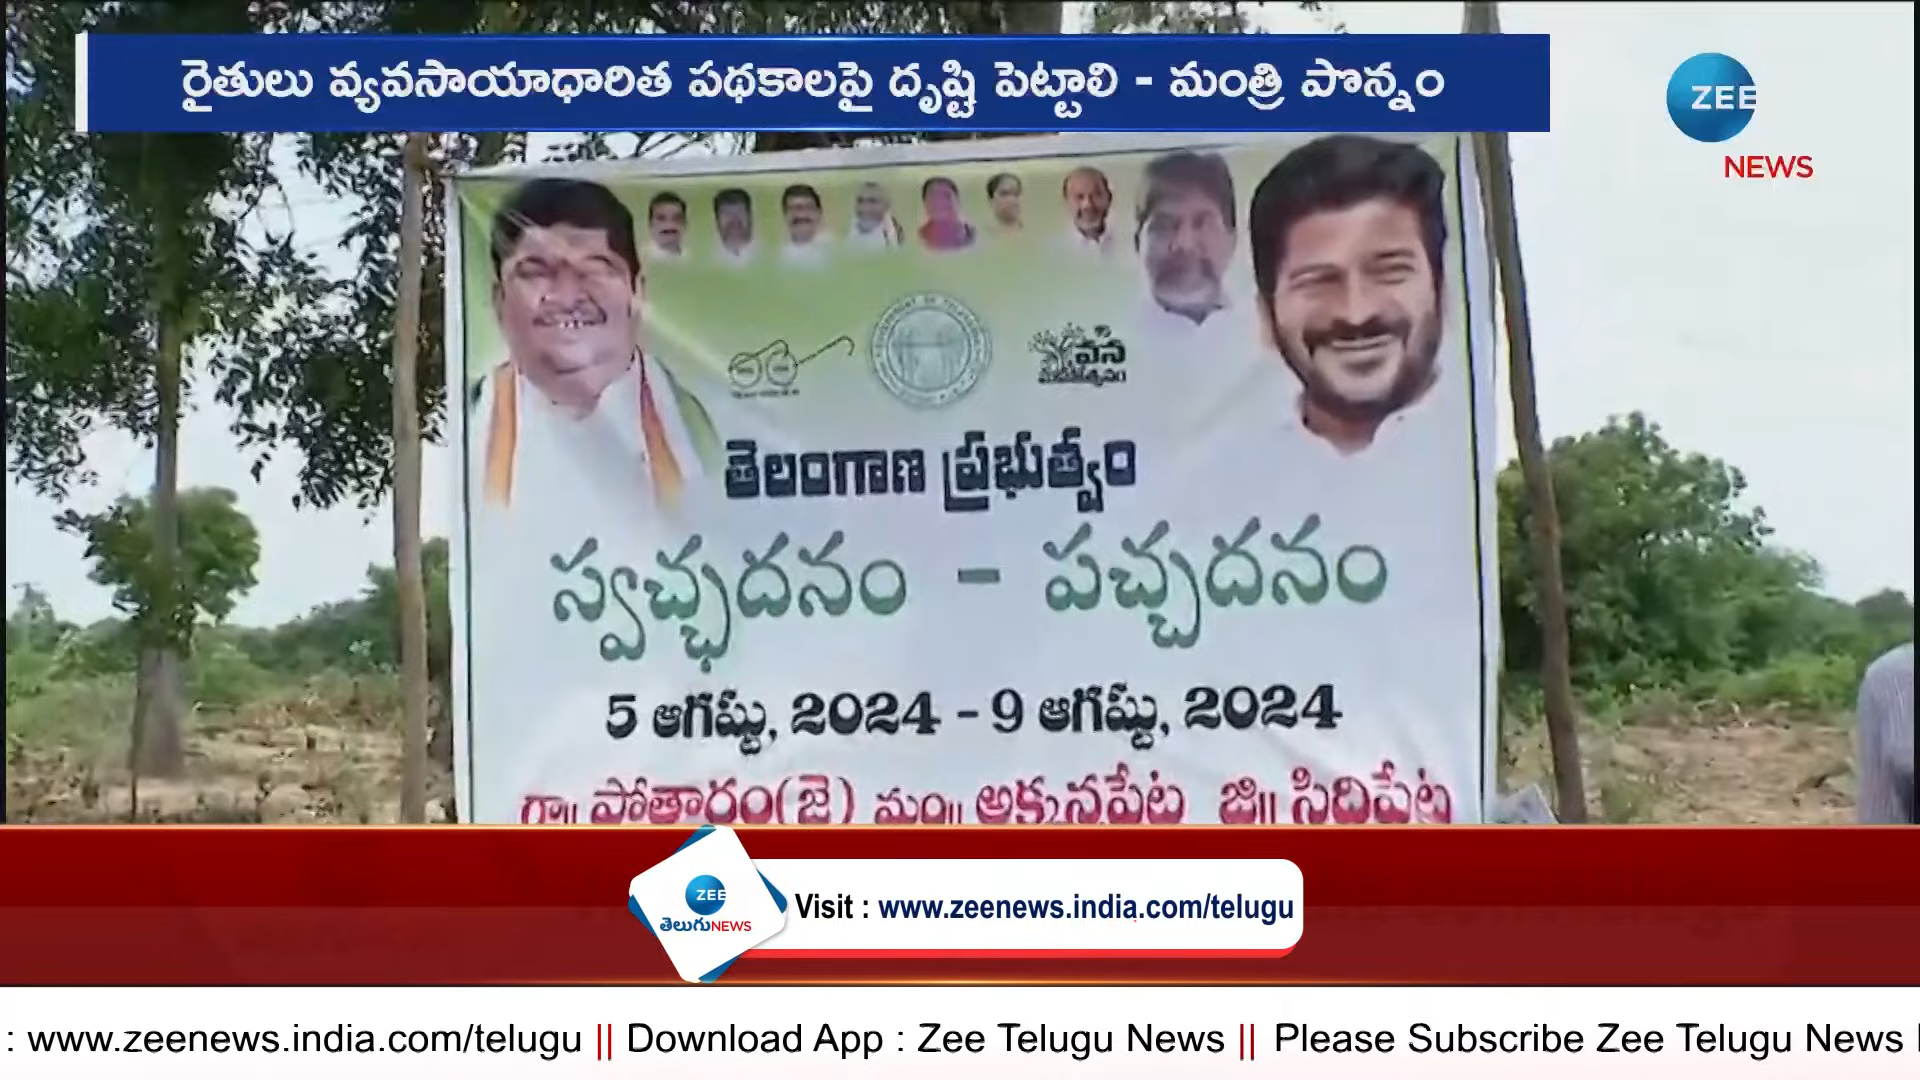 రైతులు వ్యవసాయాధారిత పథకాలపై దృష్టి పెట్టాలి - మంత్రి పొన్నం
ZEE
NEWS
వన
తెలంగాణ ప్రభుత్వం
స్వచ్ఛదనం - పచ్చదనం
5 ఆగష్టు, 2024 - 9 ఆగష్టు, 2024
గ్రా|| పోతారం(జె) మం|| అక్కన్నపేట జి|| సిద్దిపేట
ZEE
తెలుగు NEWS
Visit : www.zeenews.india.com/telugu
: www.zeenews.india.com/telugu || Download App : Zee Telugu News || Please Subscribe Zee Telugu News